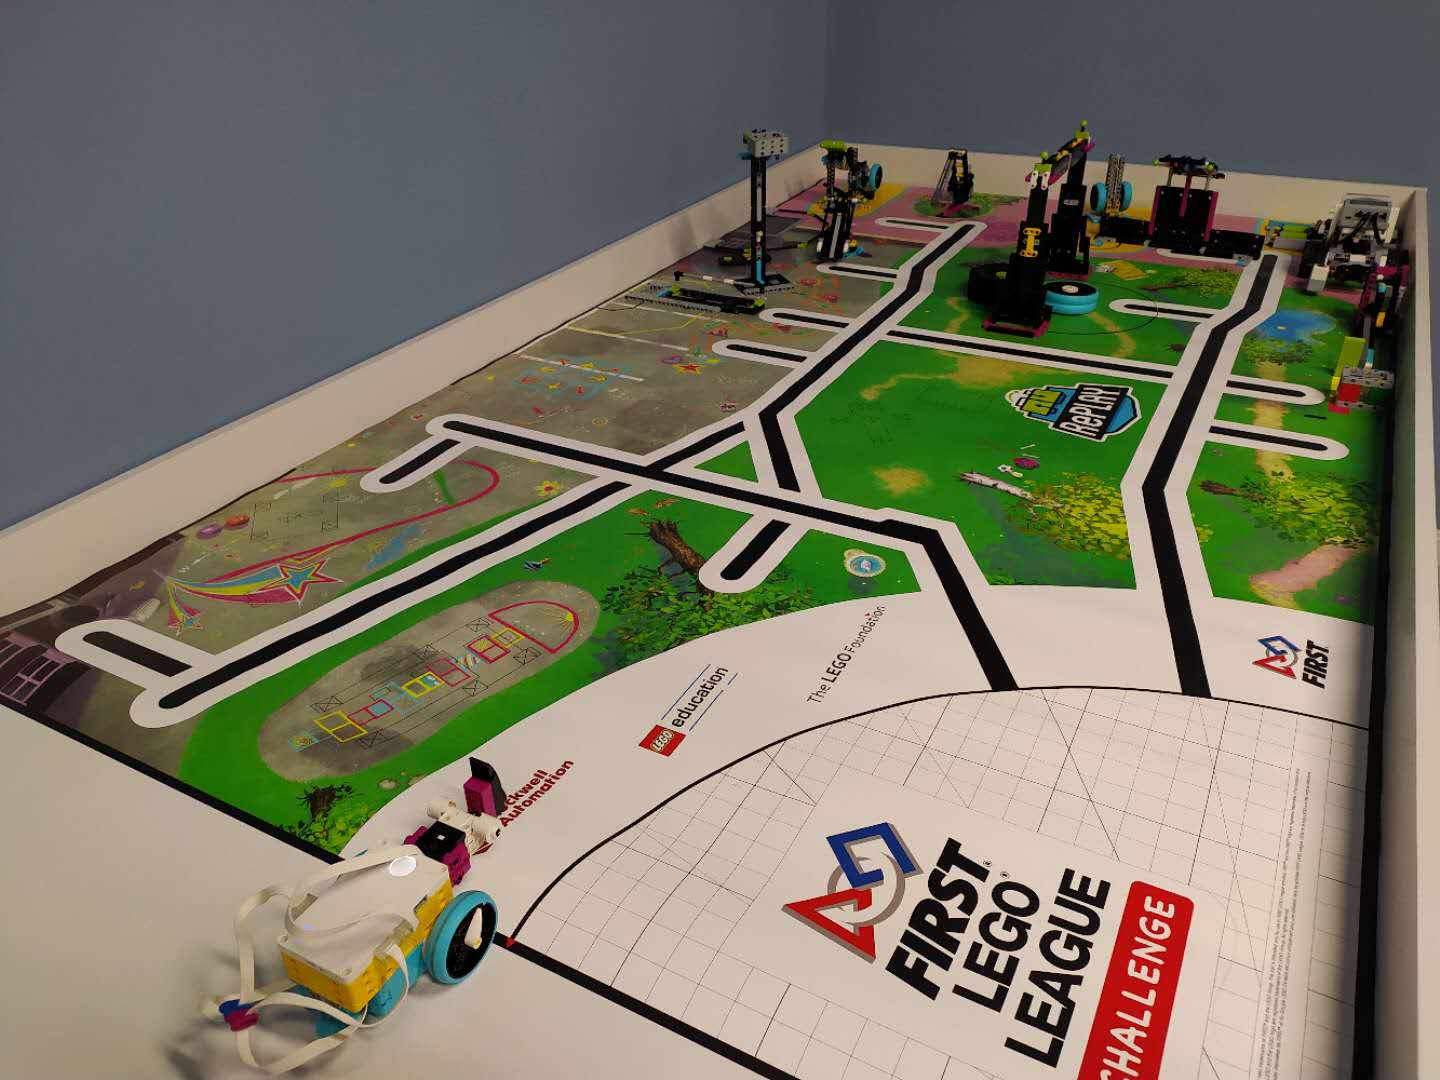 RePLAY
FIRST
The LEGO Foundation
LEGO education
ckwell
Automation
FIRST
LEGO
LEAGUE
CHALLENGE